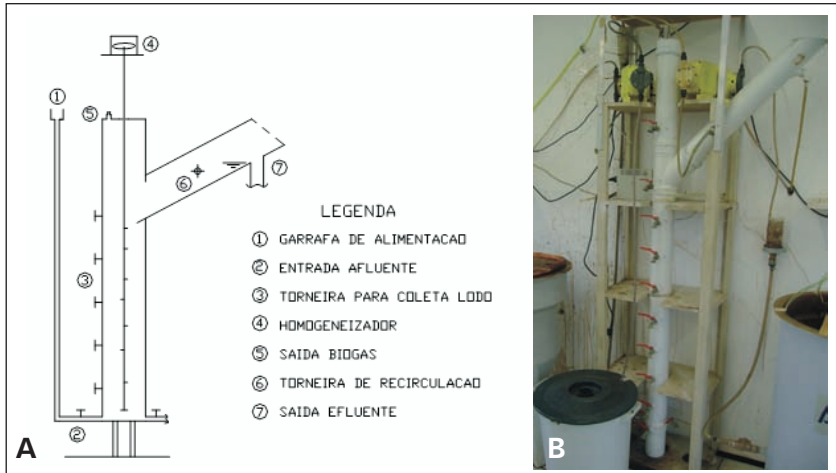 ④
①
⑤
⑥
⑦
LEGENDA
① GARRAFA DE ALIMENTACAO
② ENTRADA AFLUENTE
③ TORNEIRA PARA COLETA LODO
③
④ HOMOGENEIZADOR
⑤ SAIDA BIOGAS
⑥ TORNEIRA DE RECIRCULACAO
⑦ SAIDA EFLUENTE
②
A
B